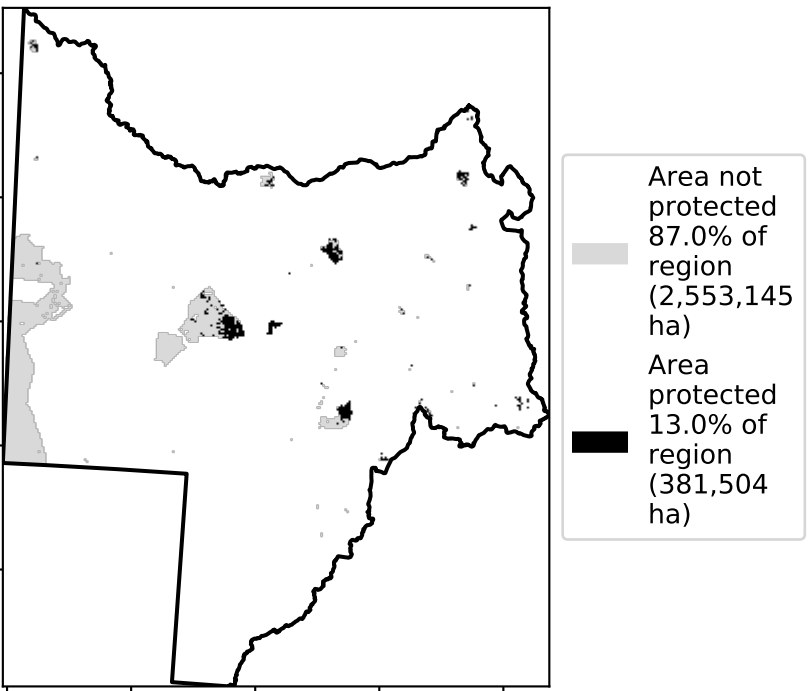 Area not
protected
87.0% of
region
(2,553,145
ha)
Area
protected
13.0% of
region
(381,504
ha)